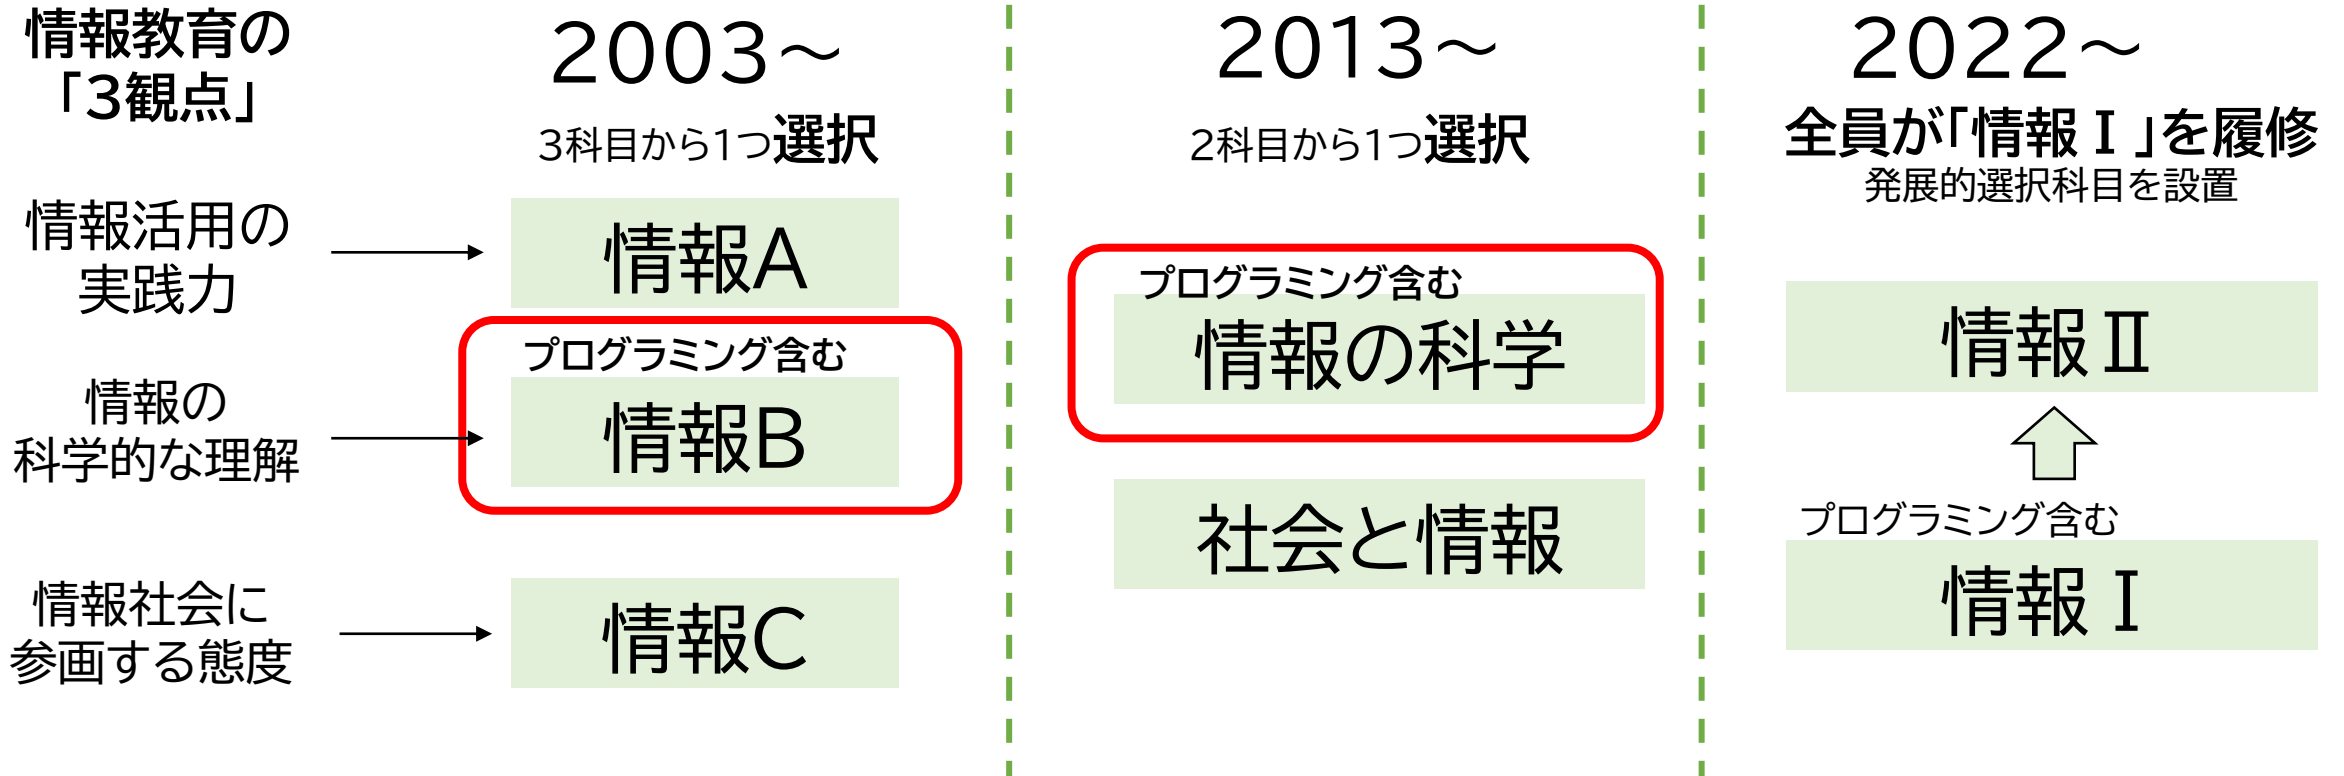 情報教育の
「3観点」
情報活用の
実践力
情報の
科学的な理解
情報社会に
参画する態度
2003〜
3科目から1つ選択
情報A
プログラミング含む
情報B
情報C
2013〜
2科目から1つ選択
プログラミング含む
情報の科学
社会と情報
2022〜
全員が「情報Ⅰ」を履修
発展的選択科目を設置
情報Ⅱ
プログラミング含む
情報Ⅰ